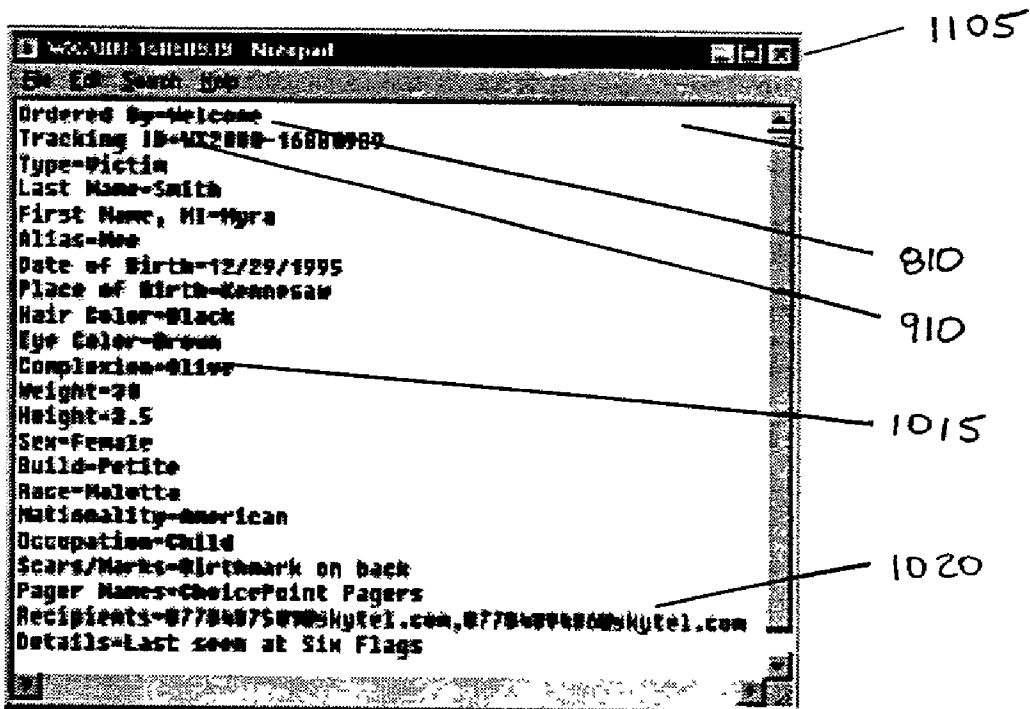 Notepad
File Edit Search Help
Ordered By=Welcome
Tracking ID=
Type=Victim
Last Name=Smith
First Name, MI=Myra
Alias=
Date of Birth=12/29/1995
Place of Birth=Kennesaw
Hair Color=Black
Eye Color=Brown
Complexion=Olive
Weight=
Height=
Sex=Female
Build=Petite
Race=Malotto
Nationality=American
Occupation=Child
Scars/Marks=Birthmark on back
Pager Names=ChoicePoint Pagers
Recipients=
Details=Last seen at Six Flags
1105
810
910
1015
1020